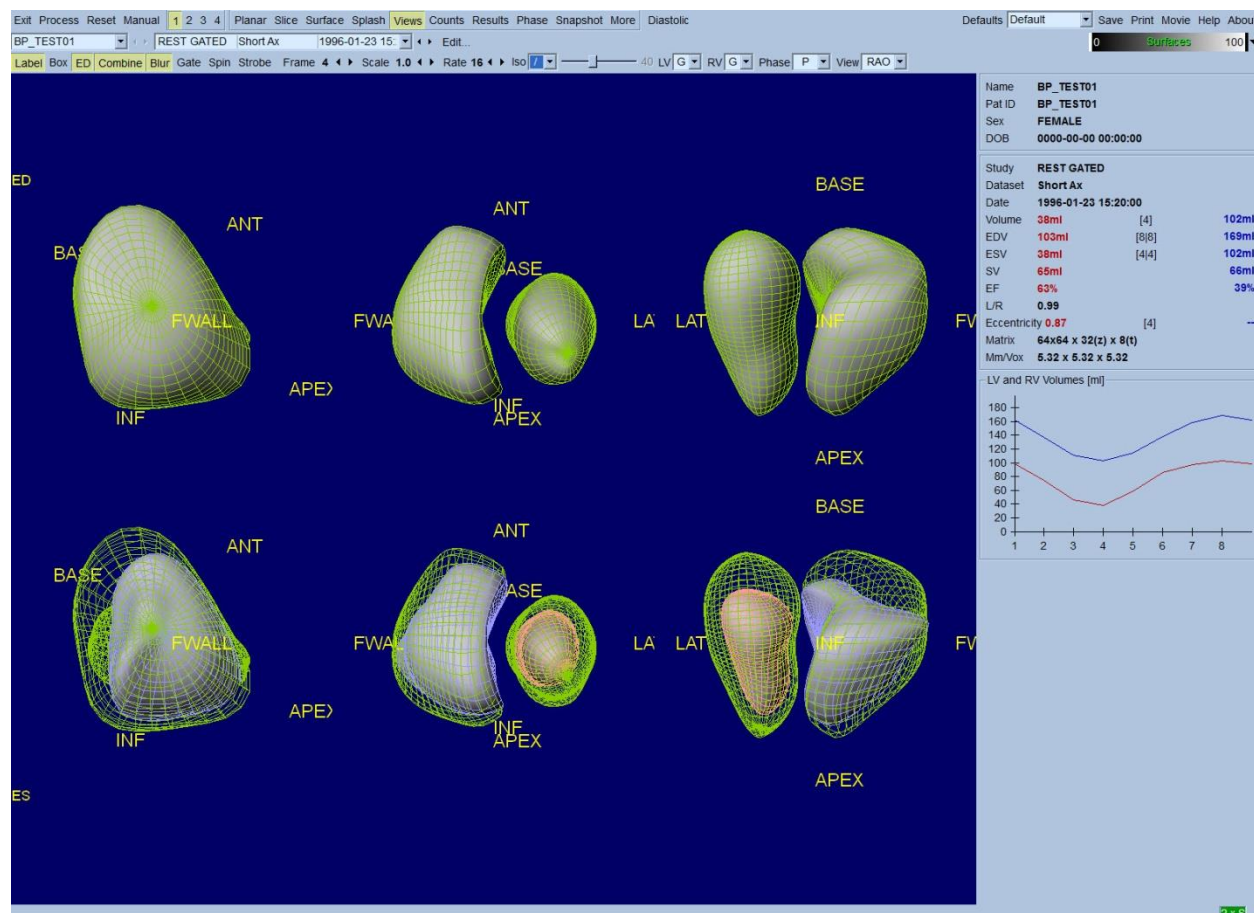 Exit Process Reset Manual 1 2 3 4 Planar Slice Surface Splash Views Counts Results Phase Snapshot More Diastolic Defaults Default Save Print Movie Help Abou
BP_TEST01 REST GATED Short Ax 1996-01-23 15: Edit... 0 Surfaces 100
Label Box ED Combine Blur Gate Spin Strobe Frame 4 Scale 1.0 Rate 16 Iso / 40 LV G RV G Phase P View RAO
Name BP_TEST01
Pat ID BP_TEST01
Sex FEMALE
DOB 0000-00-00 00:00:00
Study REST GATED
Dataset Short Ax
Date 1996-01-23 15:20:00
Volume 38ml [4] 102ml
EDV 103ml [8|8] 169ml
ESV 38ml [4|4] 102ml
SV 65ml 66ml
EF 63% 39%
L/R 0.99
Eccentricity 0.87 [4] --
Matrix 64x64 x 32(z) x 8(t)
Mm/Vox 5.32 x 5.32 x 5.32
LV and RV Volumes [ml]
180
160
140
120
100
80
60
40
20
0
1 2 3 4 5 6 7 8
ED
BASE
ANT
ANT
BAS
BASE
FWALL
FWA
LA
LAT
INF
FW
APEX
INF
INF
APEX
APEX
BASE
ANT
ANT
BASE
BASE
FWALL
FWAL
LA
LAT
INF
FW
APEX
INF
INF
APEX
APEX
ES